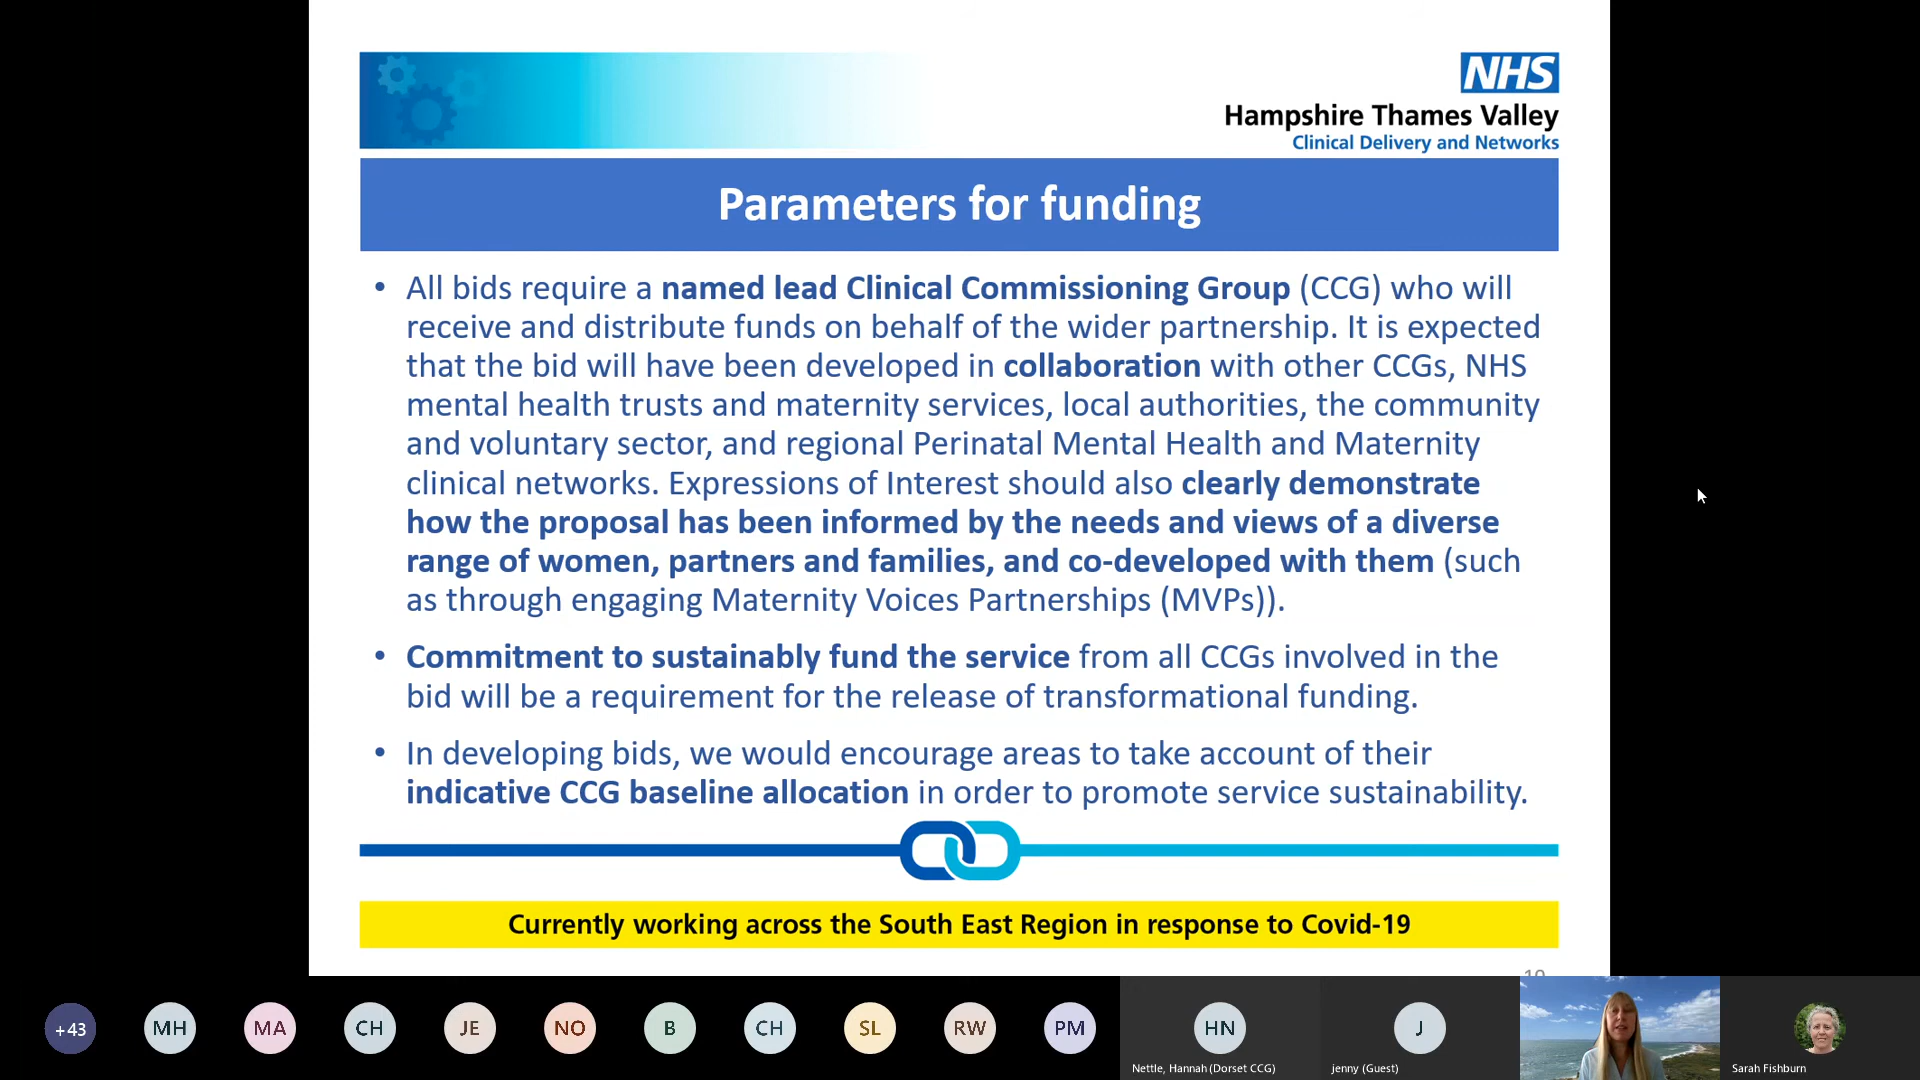 NHS
Hampshire Thames Valley
Clinical Delivery and Networks
Parameters for funding
• All bids require a named lead Clinical Commissioning Group (CCG) who will
receive and distribute funds on behalf of the wider partnership. It is expected
that the bid will have been developed in collaboration with other CCGs, NHS
mental health trusts and maternity services, local authorities, the community
and voluntary sector, and regional Perinatal Mental Health and Maternity
clinical networks. Expressions of Interest should also clearly demonstrate
how the proposal has been informed by the needs and views of a diverse
range of women, partners and families, and co-developed with them (such
as through engaging Maternity Voices Partnerships (MVPs)).
• Commitment to sustainably fund the service from all CCGs involved in the
bid will be a requirement for the release of transformational funding.
• In developing bids, we would encourage areas to take account of their
indicative CCG baseline allocation in order to promote service sustainability.
Currently working across the South East Region in response to Covid-19
+43 MH MA CH JE NO B CH SL RW PM HN J
Nettle, Hannah (Dorset CCG) jenny (Guest) Sarah Fishburn